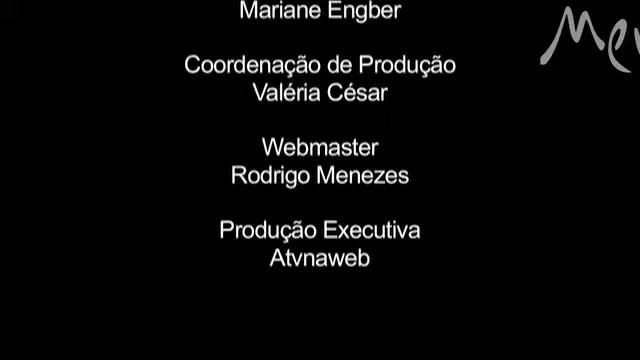 Mariane Engber
Coordenação de Produção
Valéria César
Webmaster
Rodrigo Menezes
Produção Executiva
Atvnaweb